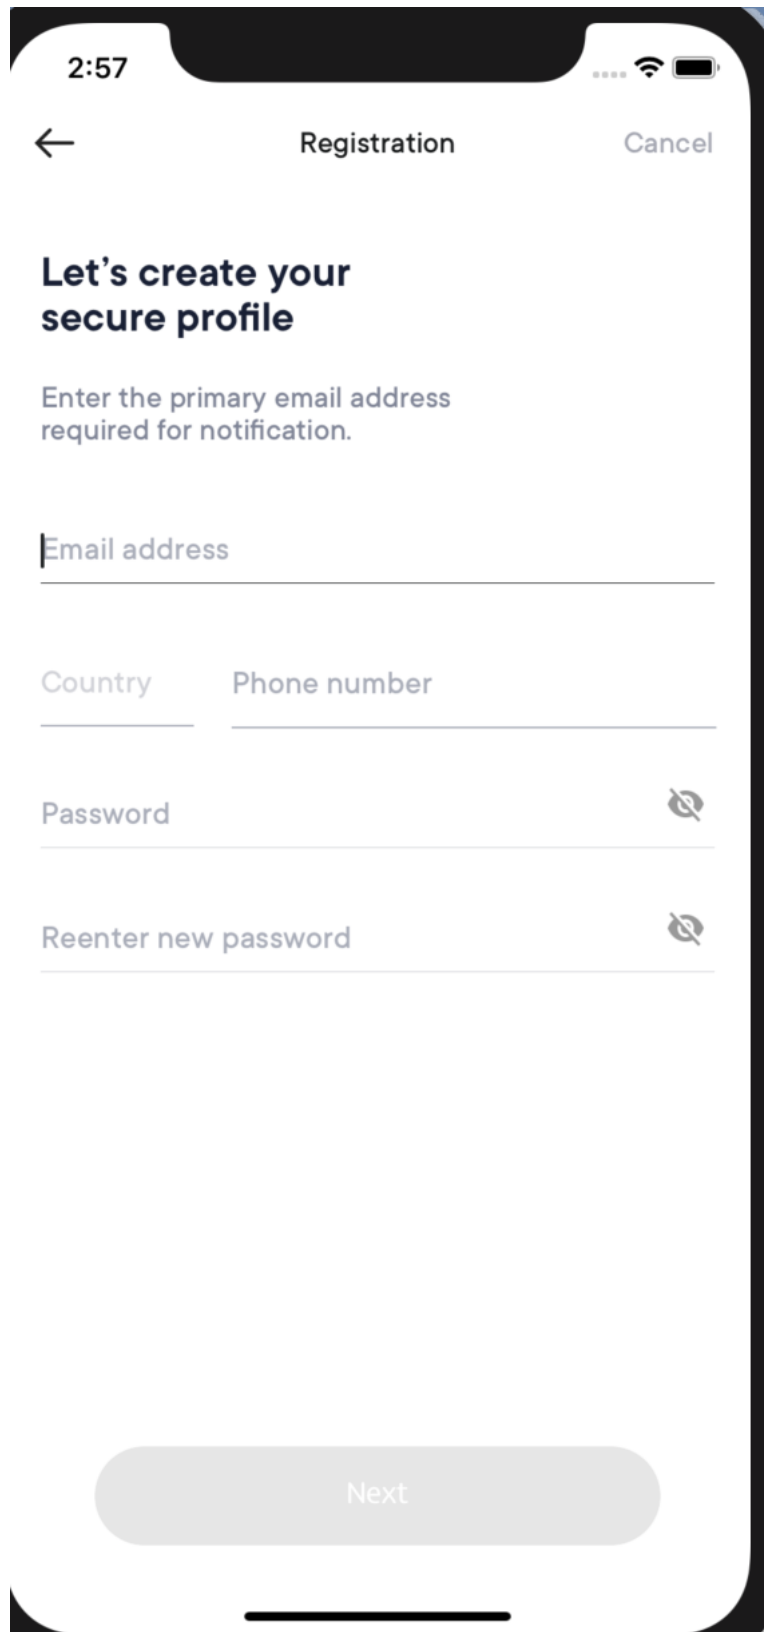 2:57
Registration
Cancel
Let’s create your
secure profile
Enter the primary email address
required for notification.
Email address
Country
Phone number
Password
Reenter new password
Next